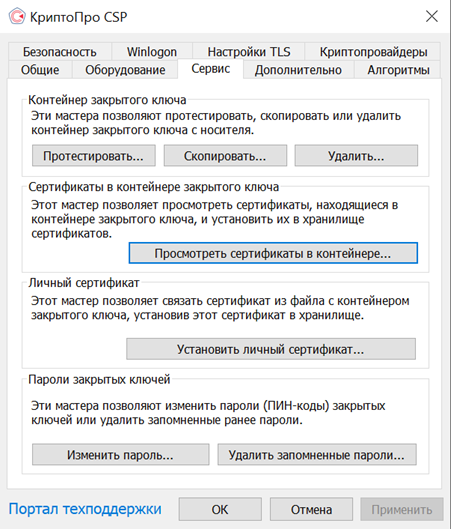 КриптоПро CSP
Безопасность Winlogon Настройки TLS Криптопровайдеры
Общие Оборудование Сервис Дополнительно Алгоритмы
Контейнер закрытого ключа
Эти мастера позволяют протестировать, скопировать или удалить
контейнер закрытого ключа с носителя.
Протестировать... Скопировать... Удалить...
Сертификаты в контейнере закрытого ключа
Этот мастер позволяет просмотреть сертификаты, находящиеся в
контейнере закрытого ключа, и установить их в хранилище
сертификатов.
Просмотреть сертификаты в контейнере...
Личный сертификат
Этот мастер позволяет связать сертификат из файла с контейнером
закрытого ключа, установив этот сертификат в хранилище.
Установить личный сертификат...
Пароли закрытых ключей
Эти мастера позволяют изменить пароли (ПИН-коды) закрытых
ключей или удалить запомненные ранее пароли.
Изменить пароль... Удалить запомненные пароли...
Портал техподдержки ОК Отмена Применить